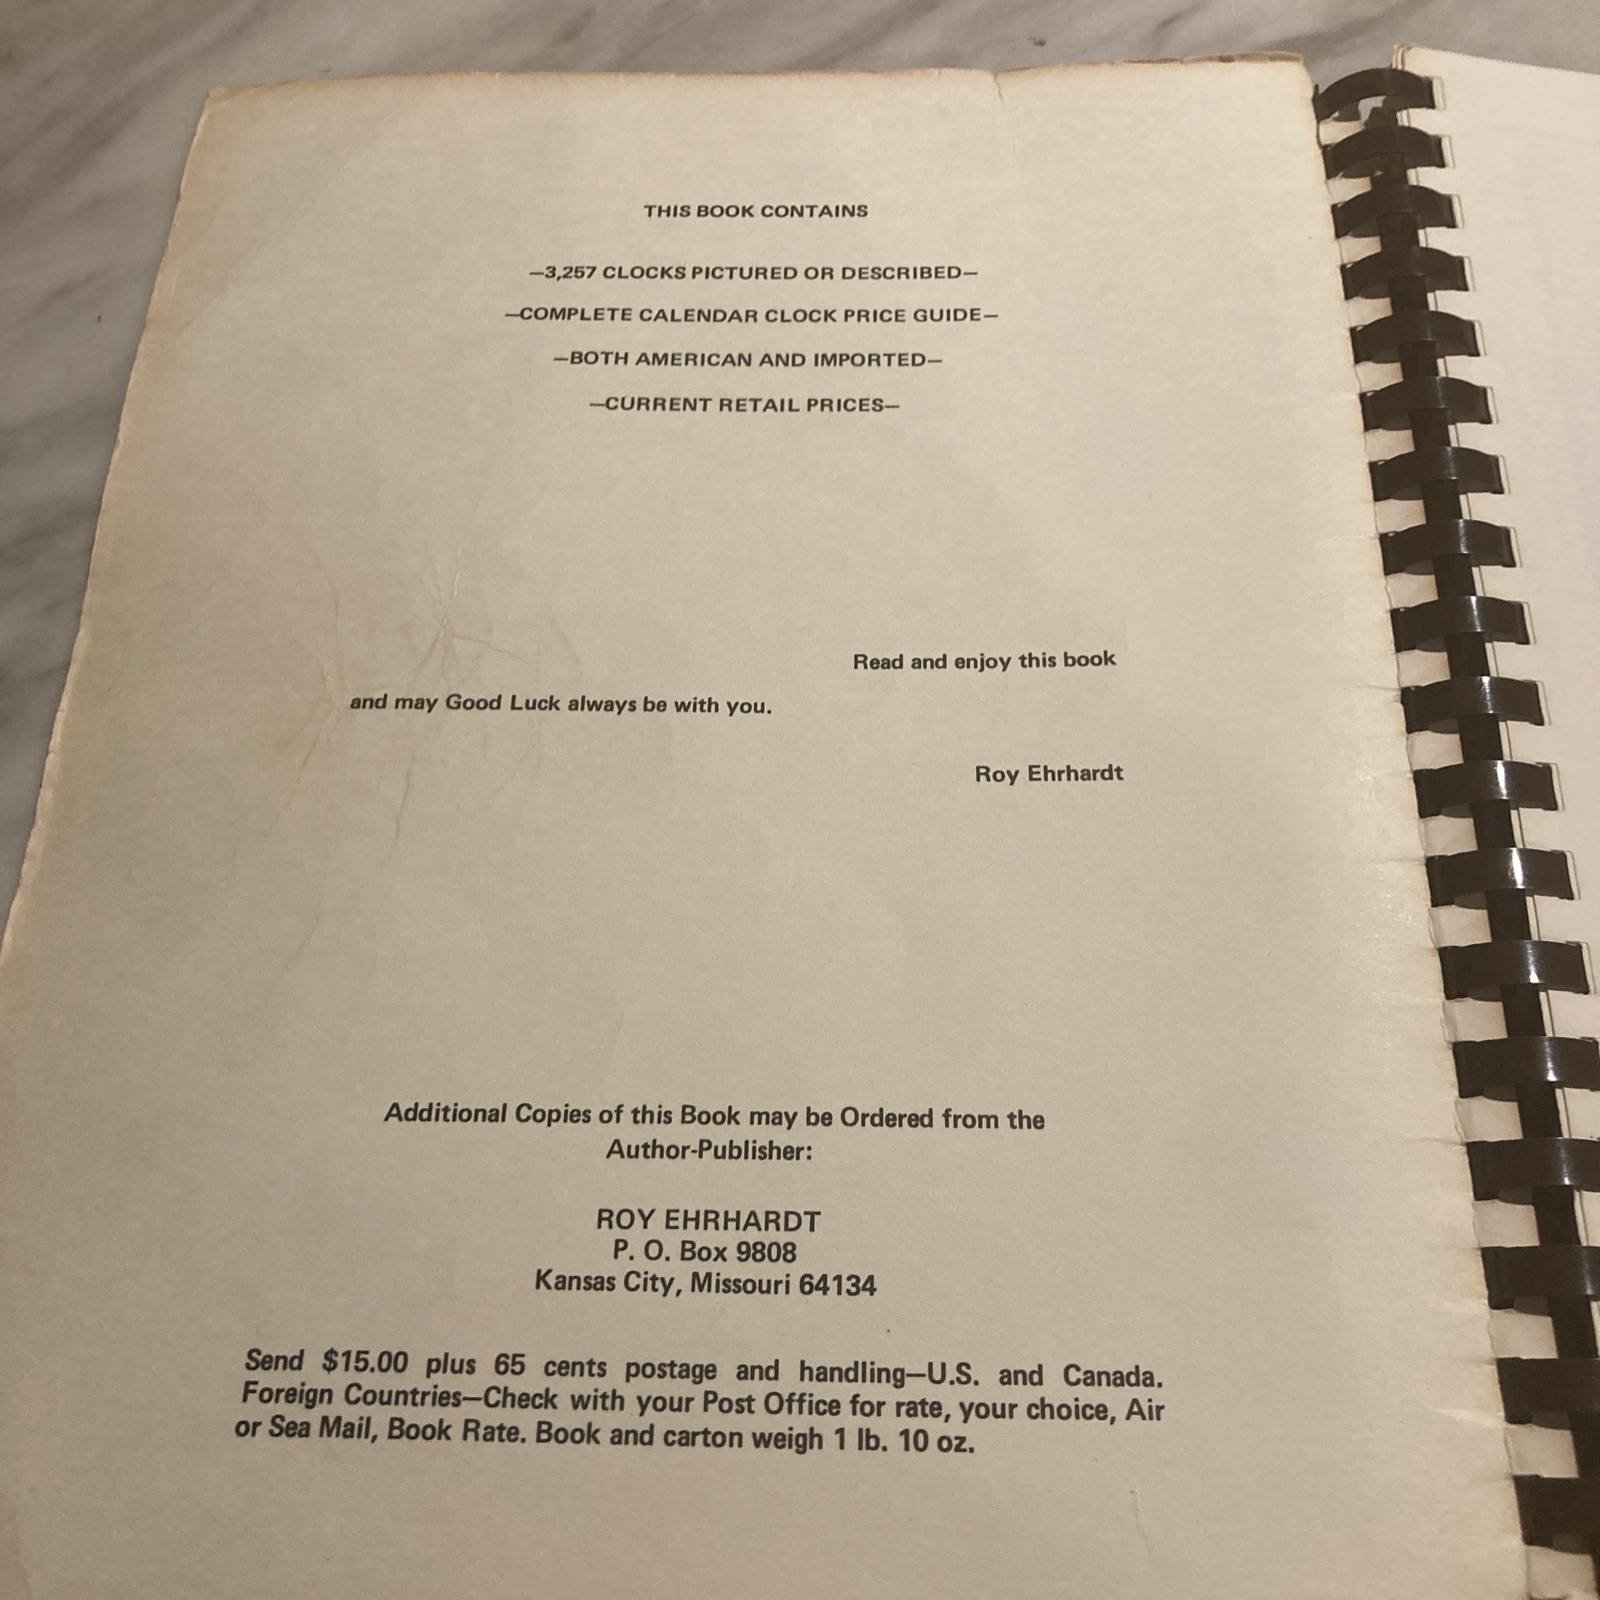 THIS BOOK CONTAINS
—3,257 CLOCKS PICTURED OR DESCRIBED—
—COMPLETE CALENDAR CLOCK PRICE GUIDE—
—BOTH AMERICAN AND IMPORTED—
—CURRENT RETAIL PRICES—
Read and enjoy this book
and may Good Luck always be with you.
Roy Ehrhardt
Additional Copies of this Book may be Ordered from the
Author-Publisher:
ROY EHRHARDT
P. O. Box 9808
Kansas City, Missouri 64134
Send $15.00 plus 65 cents postage and handling—U.S. and Canada.
Foreign Countries—Check with your Post Office for rate, your choice, Air
or Sea Mail, Book Rate. Book and carton weigh 1 lb. 10 oz.